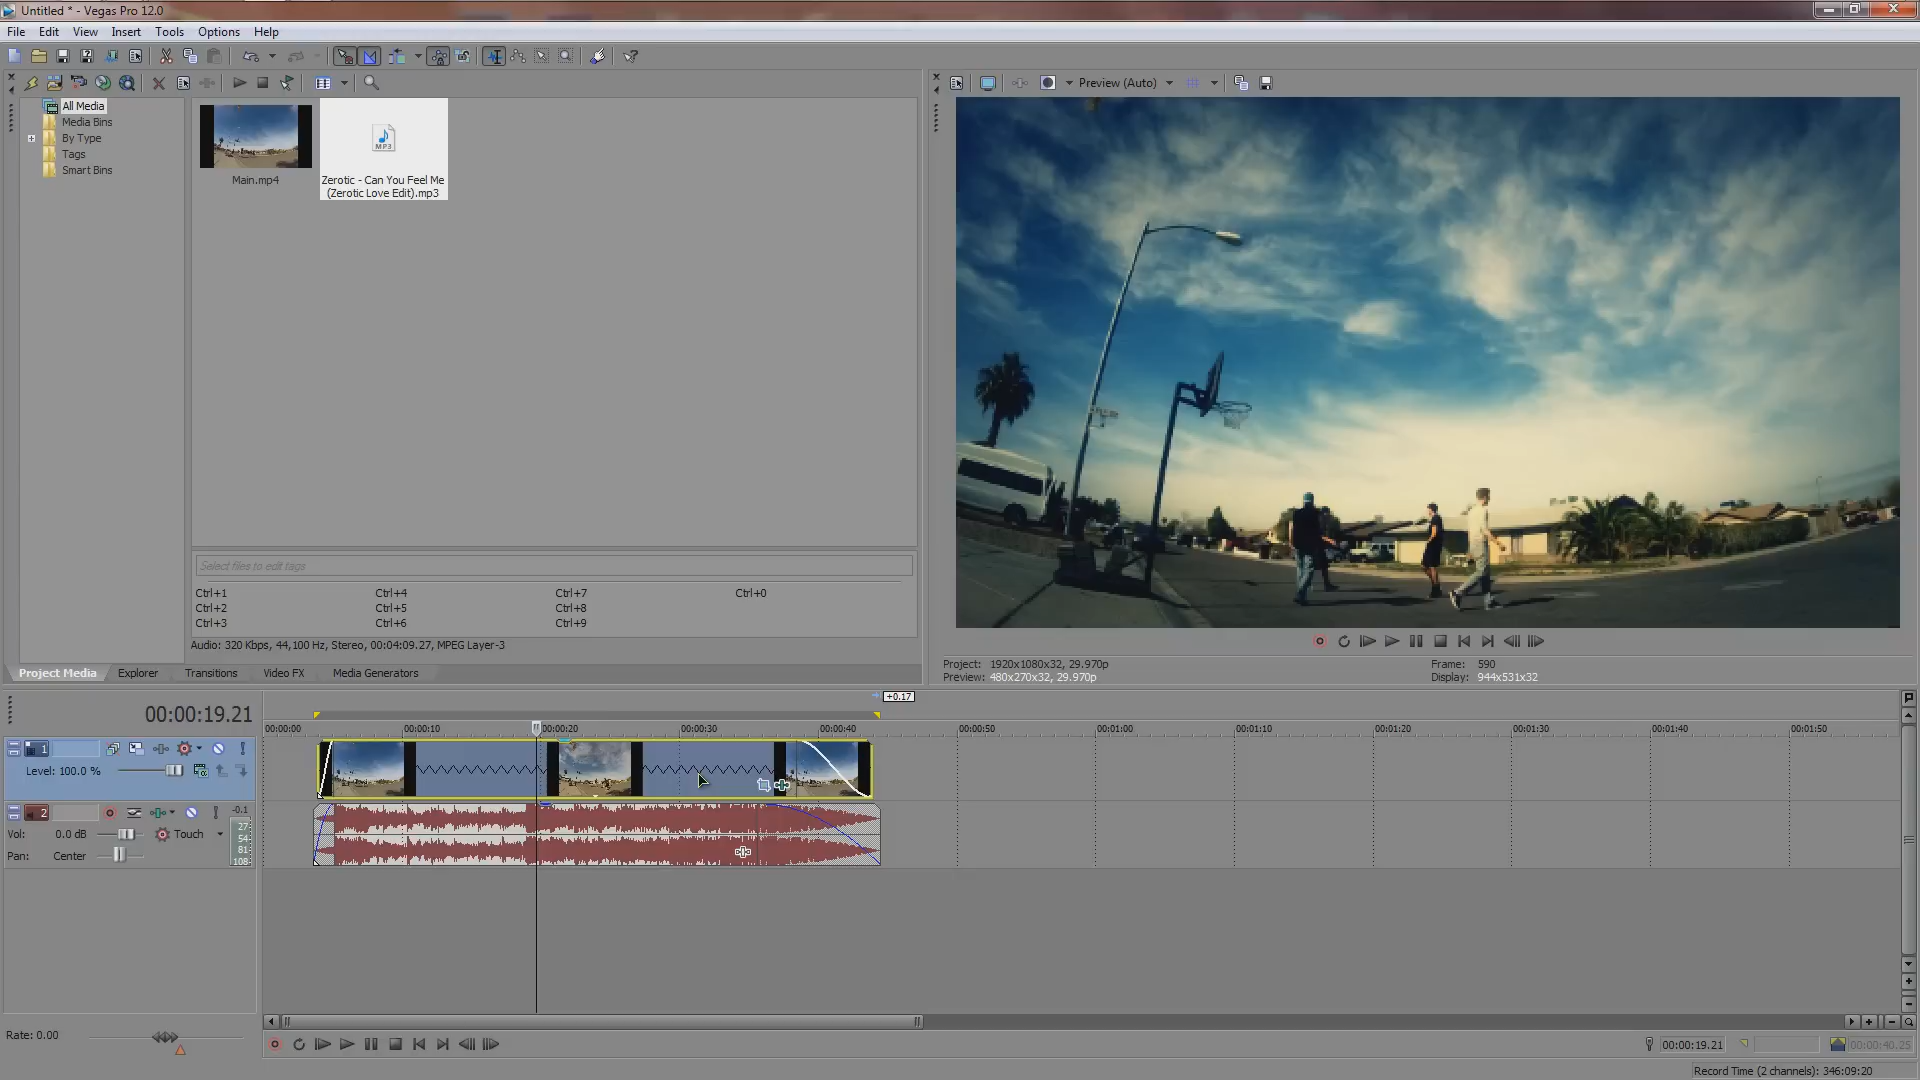 Untitled * - Vegas Pro 12.0
File Edit View Insert Tools Options Help
Preview (Auto)
All Media
Media Bins
By Type
Tags
Smart Bins
Main.mp4
MP3
Zerotic - Can You Feel Me
(Zerotic Love Edit).mp3
Select files to edit tags
Ctrl+1 Ctrl+4 Ctrl+7 Ctrl+0
Ctrl+2 Ctrl+5 Ctrl+8
Ctrl+3 Ctrl+6 Ctrl+9
Audio: 320 Kbps, 44,100 Hz, Stereo, 00:04:09.27, MPEG Layer-3
Project Media Explorer Transitions Video FX Media Generators
Project: 1920x1080x32, 29.970p Frame: 590
Preview: 480x270x32, 29.970p Display: 944x531x32
+0.17
00:00:19.21
00:00:00 00:00:10 00:00:20 00:00:30 00:00:40 00:00:50 00:01:00 00:01:10 00:01:20 00:01:30 00:01:40 00:01:50
1
Level: 100.0 %
2
-0.1
Vol: 0.0 dB Touch
Pan: Center
27
54
81
108
Rate: 0.00
00:00:19.21 00:00:40.25
Record Time (2 channels): 346:09:20